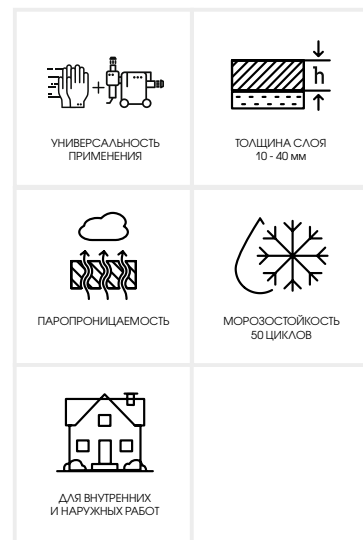 h
УНИВЕРСАЛЬНОСТЬ
ПРИМЕНЕНИЯ
ТОЛЩИНА СЛОЯ
10 - 40 мм
ПАРОПРОНИЦАЕМОСТЬ
МОРОЗОСТОЙКОСТЬ
50 ЦИКЛОВ
ДЛЯ ВНУТРЕННИХ
И НАРУЖНЫХ РАБОТ